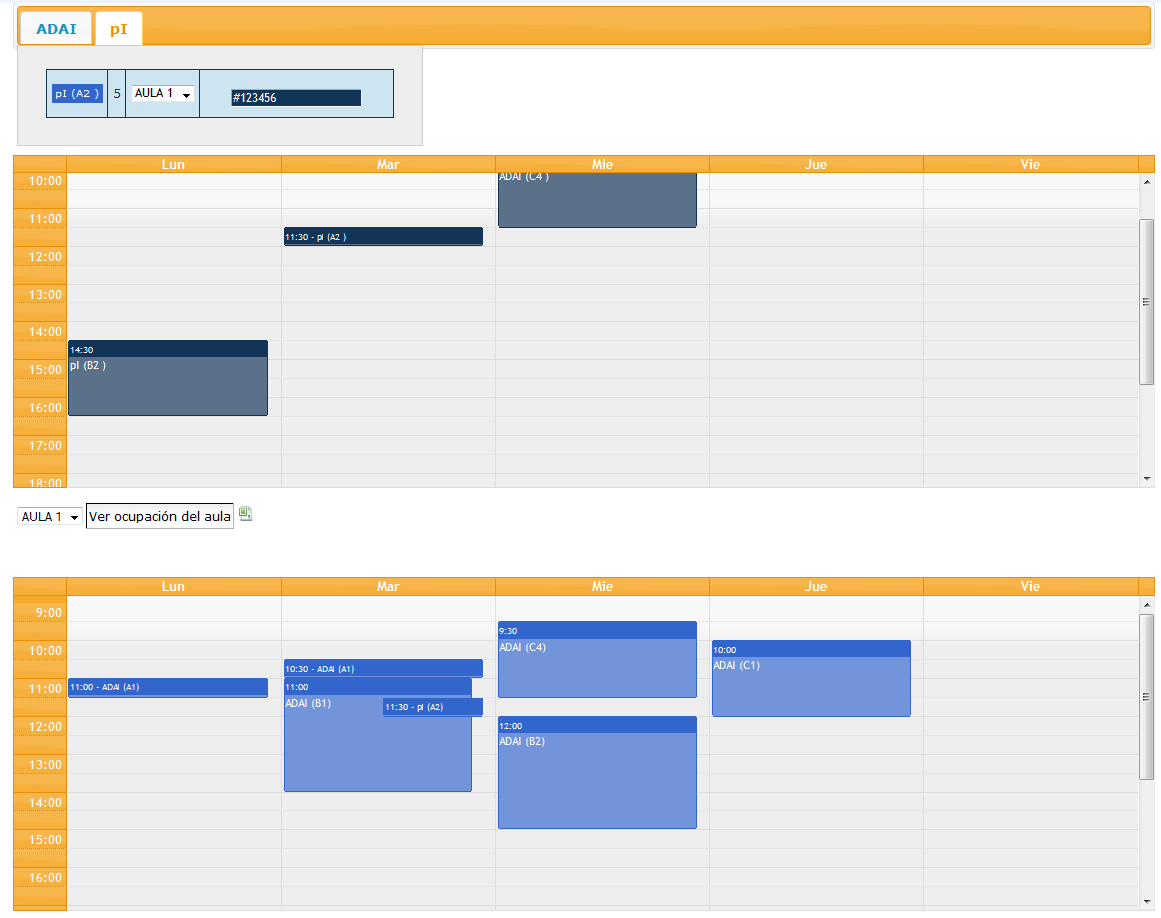 ADAI pI
pI (A2 ) 5 AULA 1 #123456
Lun Mar Mie Jue Vie
10:00
ADAI (C4 )
11:00
11:30 - pI (A2 )
12:00
13:00
14:00
14:30
pI (B2 )
15:00
16:00
17:00
18:00
AULA 1 Ver ocupación del aula
Lun Mar Mie Jue Vie
9:00
9:30
ADAI (C4)
10:00
10:00
ADAI (C1)
10:30 - ADAI (A1)
11:00
11:00 - ADAI (A1)
11:00
ADAI (B1)
11:30 - pI (A2)
12:00
12:00
ADAI (B2)
13:00
14:00
15:00
16:00